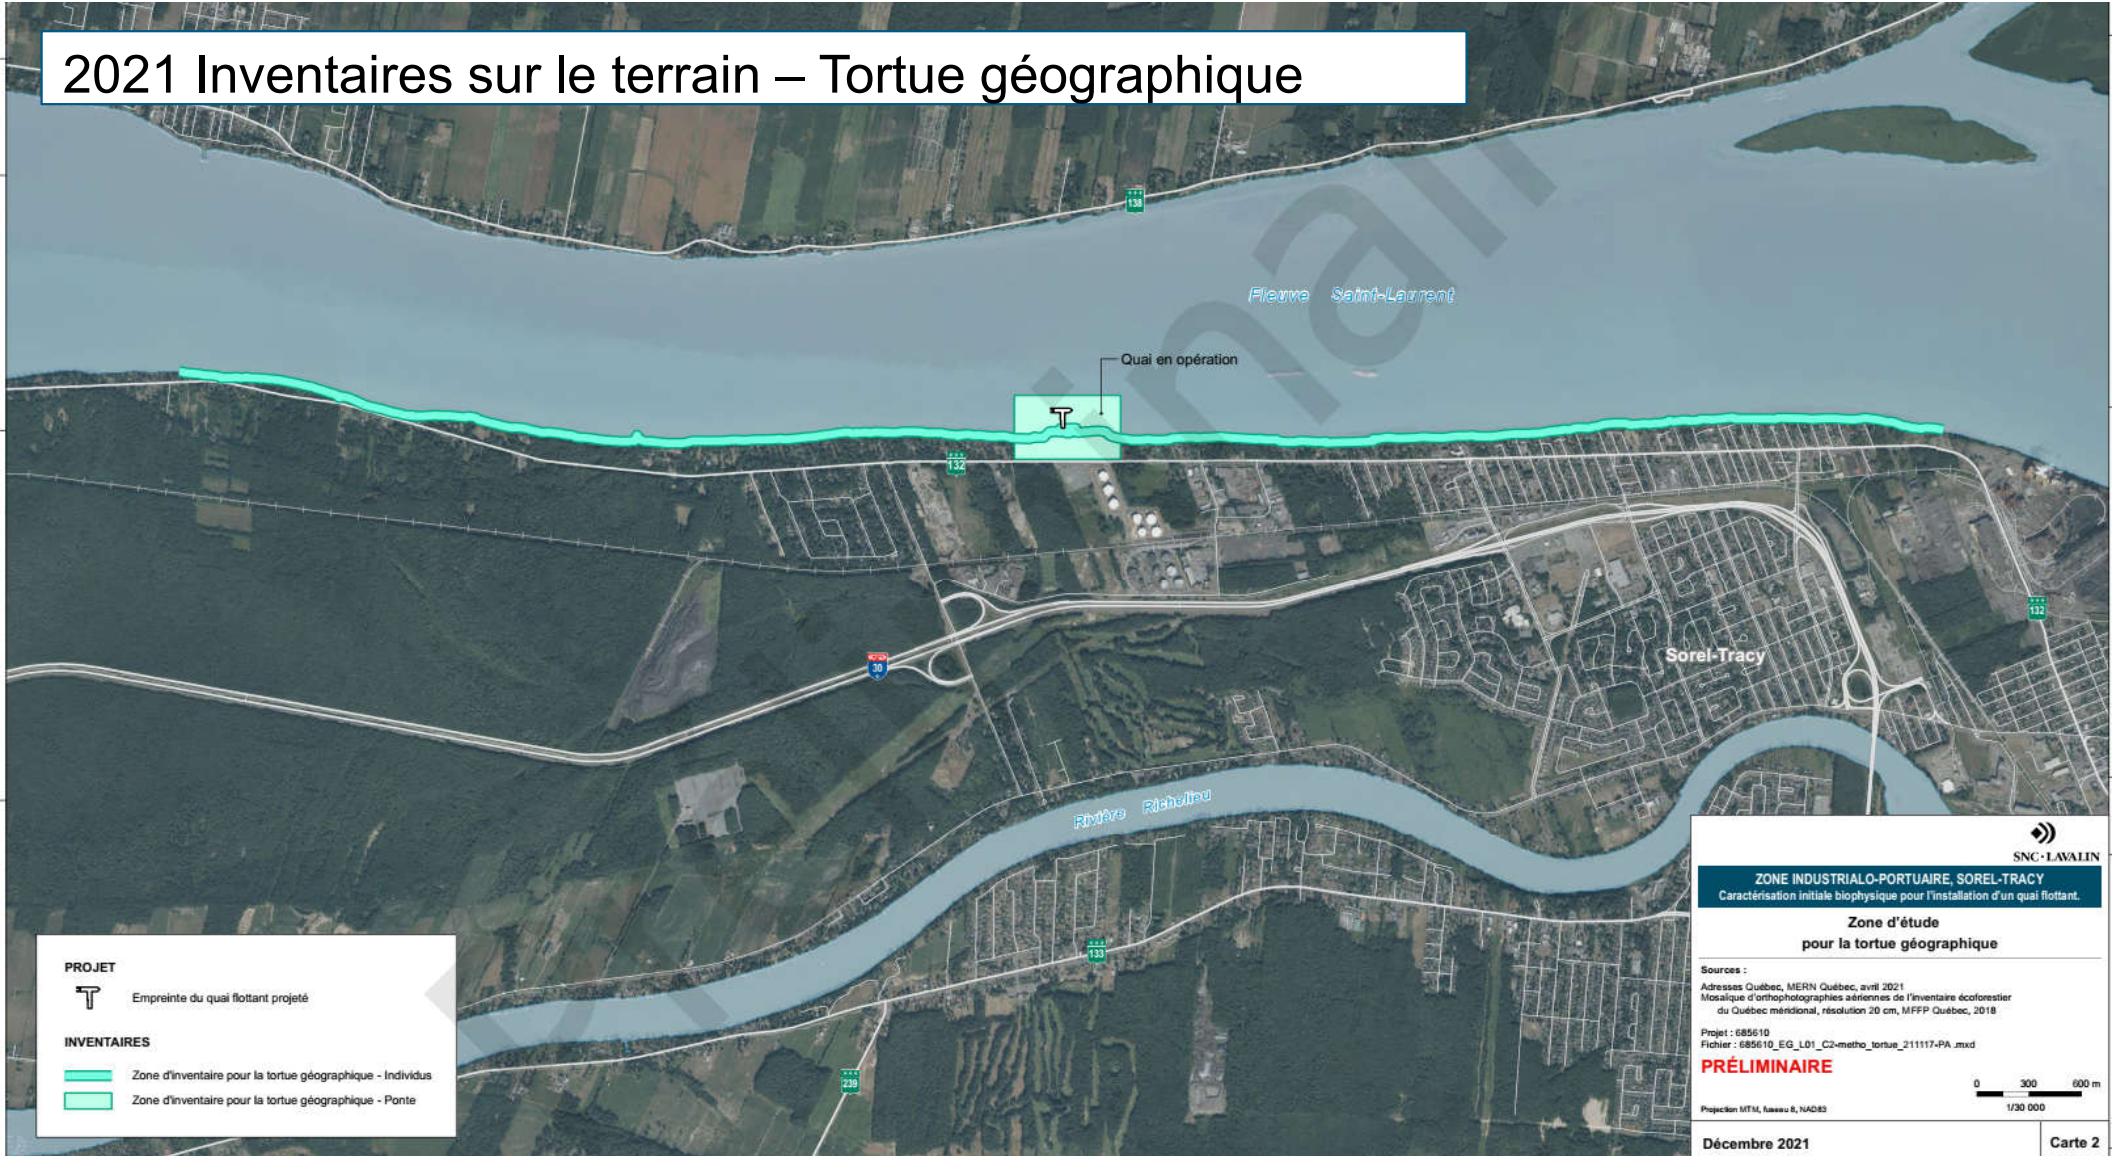 2021 Inventaires sur le terrain – Tortue géographique
138
Fleuve Saint-Laurent
Quai en opération
132
30
Sorel-Tracy
132
Rivière Richelieu
133
239
PROJET
Empreinte du quai flottant projeté
INVENTAIRES
Zone d'inventaire pour la tortue géographique - Individus
Zone d'inventaire pour la tortue géographique - Ponte
SNC·LAVALIN
ZONE INDUSTRIALO-PORTUAIRE, SOREL-TRACY
Caractérisation initiale biophysique pour l'installation d'un quai flottant.
Zone d'étude
pour la tortue géographique
Sources :
Adresses Québec, MERN Québec, avril 2021
Mosaïque d'orthophotographies aériennes de l'inventaire écoforestier
du Québec méridional, résolution 20 cm, MFFP Québec, 2018
Projet : 685610
Fichier : 685610_EG_L01_C2-metho_tortue_211117-PA .mxd
PRÉLIMINAIRE
0 300 600 m
1/30 000
Projection MTM, fuseau 8, NAD83
Décembre 2021
Carte 2